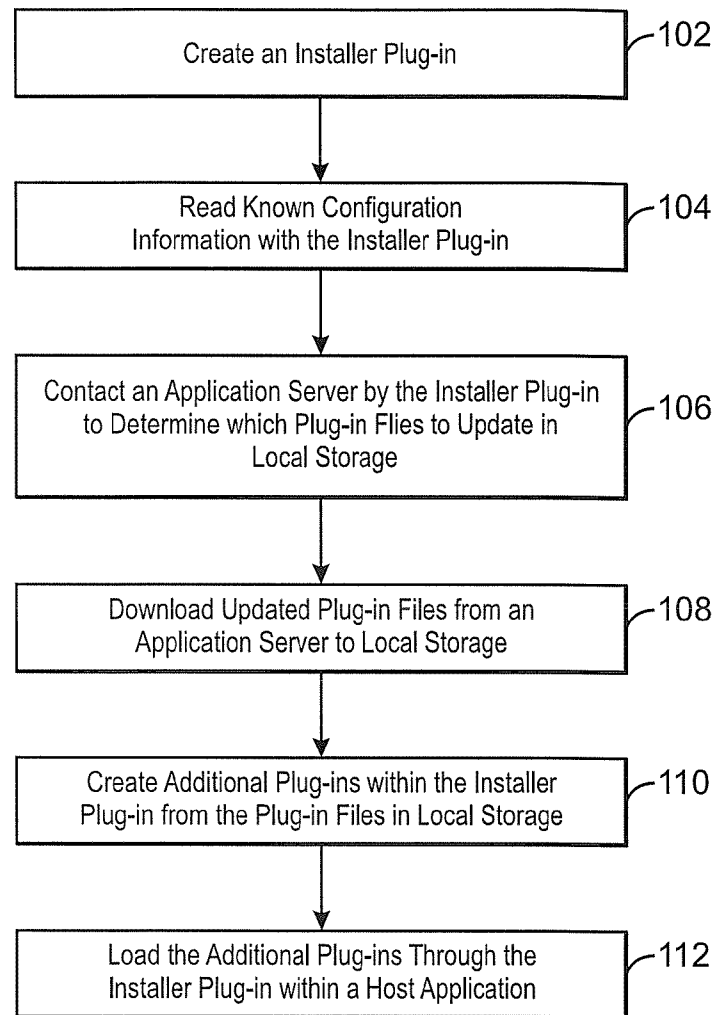 Create an Installer Plug-in
102
Read Known Configuration
Information with the Installer Plug-in
104
Contact an Application Server by the Installer Plug-in
to Determine which Plug-in Flies to Update in
Local Storage
106
Download Updated Plug-in Files from an
Application Server to Local Storage
108
Create Additional Plug-ins within the Installer
Plug-in from the Plug-in Files in Local Storage
110
Load the Additional Plug-ins Through the
Installer Plug-in within a Host Application
112